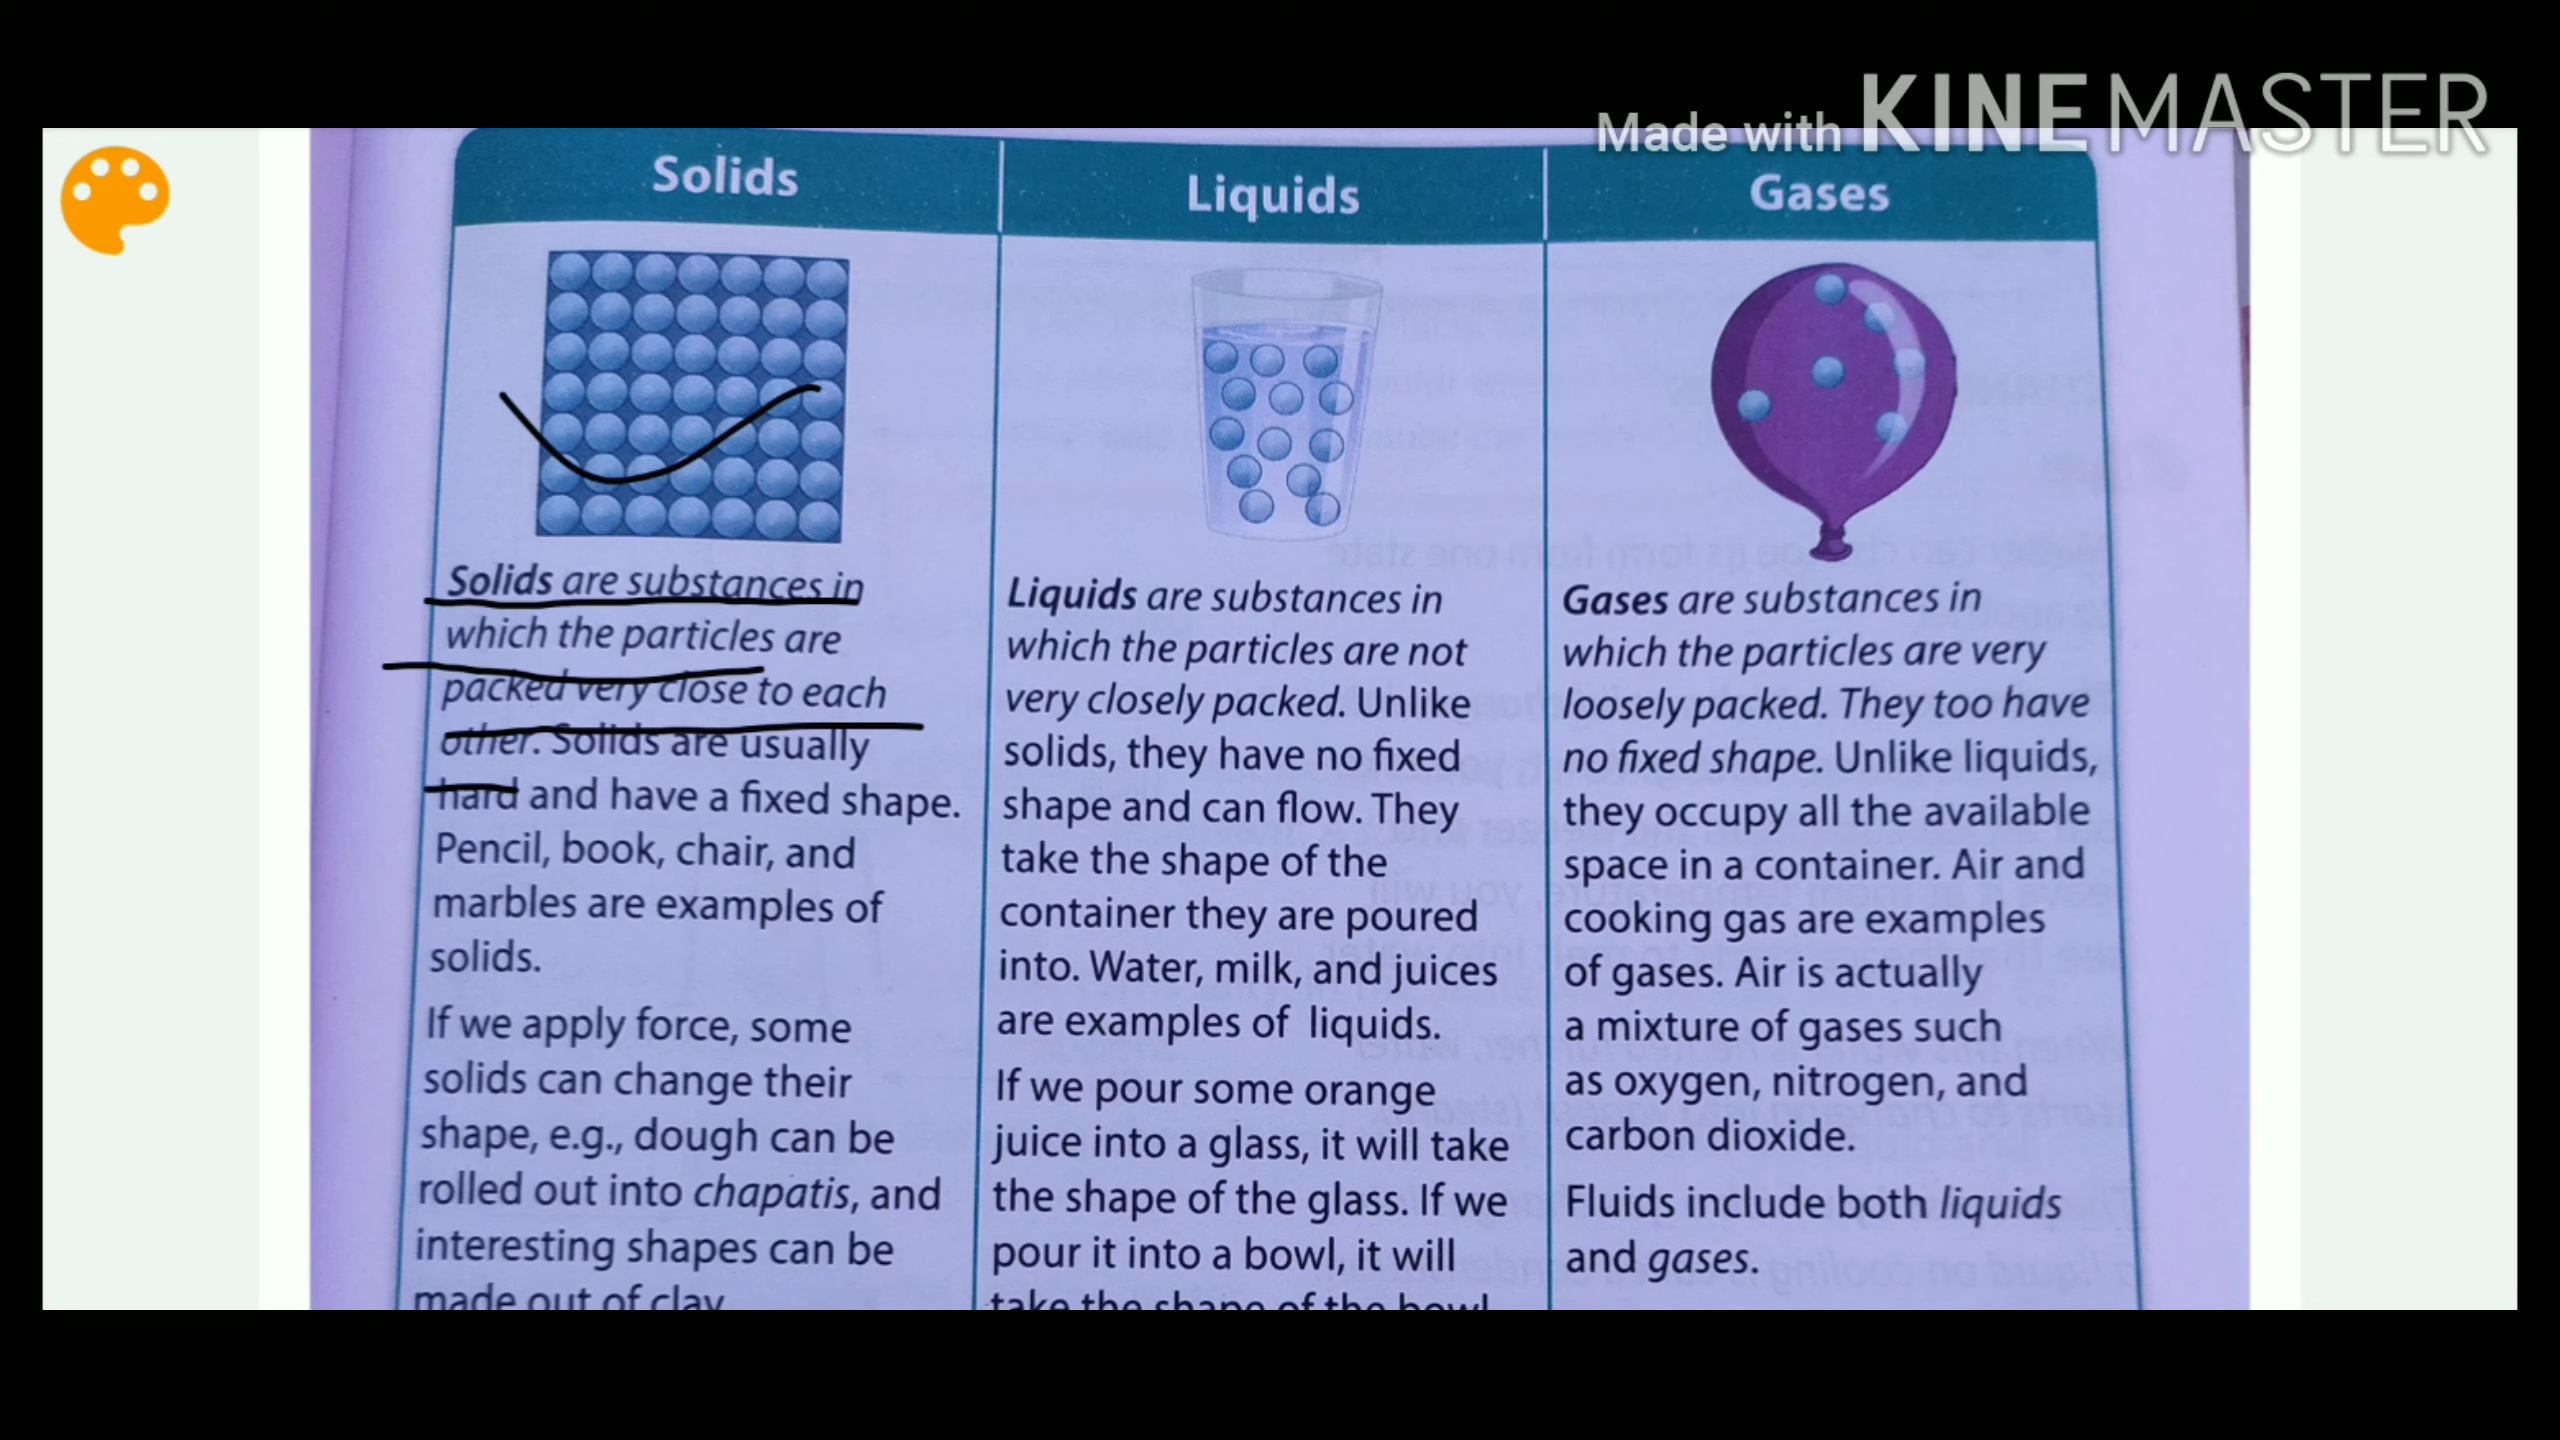 Made with KINEMASTER
Solids
Liquids
Gases
Solids are substances in
which the particles are
packed very close to each
other. Solids are usually
hard and have a fixed shape.
Pencil, book, chair, and
marbles are examples of
solids.
If we apply force, some
solids can change their
shape, e.g., dough can be
rolled out into chapatis, and
interesting shapes can be
made out of clay.
Liquids are substances in
which the particles are not
very closely packed. Unlike
solids, they have no fixed
shape and can flow. They
take the shape of the
container they are poured
into. Water, milk, and juices
are examples of liquids.
If we pour some orange
juice into a glass, it will take
the shape of the glass. If we
pour it into a bowl, it will
take the shape of the bowl.
Gases are substances in
which the particles are very
loosely packed. They too have
no fixed shape. Unlike liquids,
they occupy all the available
space in a container. Air and
cooking gas are examples
of gases. Air is actually
a mixture of gases such
as oxygen, nitrogen, and
carbon dioxide.
Fluids include both liquids
and gases.